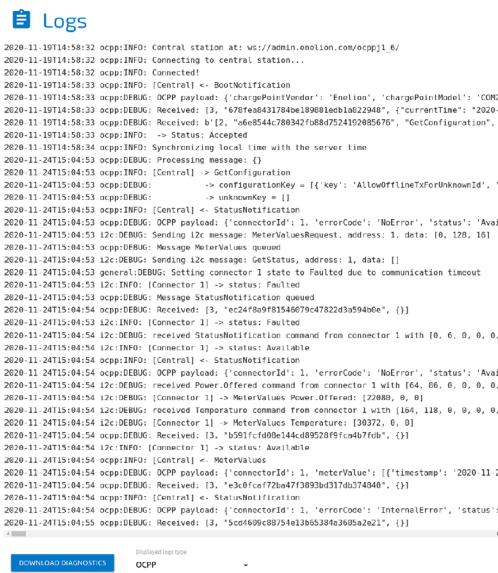 Logs
2020-11-19T14:58:32 ocpp:INFO: Central station at: ws://admin.enelion.com/ocppj1_6/
2020-11-19T14:58:32 ocpp:INFO: Connecting to central station...
2020-11-19T14:58:32 ocpp:INFO: Connected!
2020-11-19T14:58:33 ocpp:INFO: [Central] <- BootNotification
2020-11-19T14:58:33 ocpp:DEBUG: OCPP payload: {'chargePointVendor': 'Enelion', 'chargePointModel': 'COM2
2020-11-19T14:58:33 ocpp:DEBUG: Received: [3, "678fea8431784be189881edb1a822948", {"currentTime": "2020-
2020-11-19T14:58:33 ocpp:DEBUG: Received: b'[2, "a6e8544c780342fb88d7524192085676", "GetConfiguration",
2020-11-19T14:58:33 ocpp:INFO: -> Status: Accepted
2020-11-19T14:58:34 ocpp:INFO: Synchronizing local time with the server time
2020-11-24T15:04:53 ocpp:DEBUG: Processing message: {}
2020-11-24T15:04:53 ocpp:INFO: [Central] -> GetConfiguration
2020-11-24T15:04:53 ocpp:DEBUG: -> configurationKey = [{'key': 'AllowOfflineTxForUnknownId', '
2020-11-24T15:04:53 ocpp:DEBUG: -> unknownKey = []
2020-11-24T15:04:53 ocpp:INFO: [Central] <- StatusNotification
2020-11-24T15:04:53 ocpp:DEBUG: OCPP payload: {'connectorId': 1, 'errorCode': 'NoError', 'status': 'Avai
2020-11-24T15:04:53 i2c:DEBUG: Sending i2c message: MeterValuesRequest, address: 1, data: [0, 128, 16]
2020-11-24T15:04:53 ocpp:DEBUG: Message MeterValues queued
2020-11-24T15:04:53 i2c:DEBUG: Sending i2c message: GetStatus, address: 1, data: []
2020-11-24T15:04:53 general:DEBUG: Setting connector 1 state to Faulted due to communication timeout
2020-11-24T15:04:53 i2c:INFO: [Connector 1] -> status: Faulted
2020-11-24T15:04:53 ocpp:DEBUG: Message StatusNotification queued
2020-11-24T15:04:54 ocpp:DEBUG: Received: [3, "ec24f8a9f81546079c47822d3a594b0e", {}]
2020-11-24T15:04:54 i2c:INFO: [Connector 1] -> status: Faulted
2020-11-24T15:04:54 i2c:DEBUG: received StatusNotification command from connector 1 with [0, 6, 0, 0, 0,
2020-11-24T15:04:54 i2c:INFO: [Connector 1] -> status: Available
2020-11-24T15:04:54 ocpp:INFO: [Central] <- StatusNotification
2020-11-24T15:04:54 ocpp:DEBUG: OCPP payload: {'connectorId': 1, 'errorCode': 'NoError', 'status': 'Avai
2020-11-24T15:04:54 i2c:DEBUG: received Power.Offered command from connector 1 with [64, 86, 0, 0, 0, 0,
2020-11-24T15:04:54 i2c:DEBUG: [Connector 1] -> MeterValues Power.Offered: [22080, 0, 0]
2020-11-24T15:04:54 i2c:DEBUG: received Temperature command from connector 1 with [164, 118, 0, 0, 0, 0,
2020-11-24T15:04:54 i2c:DEBUG: [Connector 1] -> MeterValues Temperature: [30372, 0, 0]
2020-11-24T15:04:54 ocpp:DEBUG: Received: [3, "b591fcfd08e144cd89528f9fca4b7fdb", {}]
2020-11-24T15:04:54 i2c:INFO: [Connector 1] -> status: Available
2020-11-24T15:04:54 ocpp:INFO: [Central] <- MeterValues
2020-11-24T15:04:54 ocpp:DEBUG: OCPP payload: {'connectorId': 1, 'meterValue': [{'timestamp': '2020-11-2
2020-11-24T15:04:54 ocpp:DEBUG: Received: [3, "e3c0fcaf72ba47f3893bd317db374840", {}]
2020-11-24T15:04:54 ocpp:INFO: [Central] <- StatusNotification
2020-11-24T15:04:54 ocpp:DEBUG: OCPP payload: {'connectorId': 1, 'errorCode': 'InternalError', 'status':
2020-11-24T15:04:55 ocpp:DEBUG: Received: [3, "5cd4609c88754e13b65384a3605a2e21", {}]
DOWNLOAD DIAGNOSTICS
Displayed logs type
OCPP